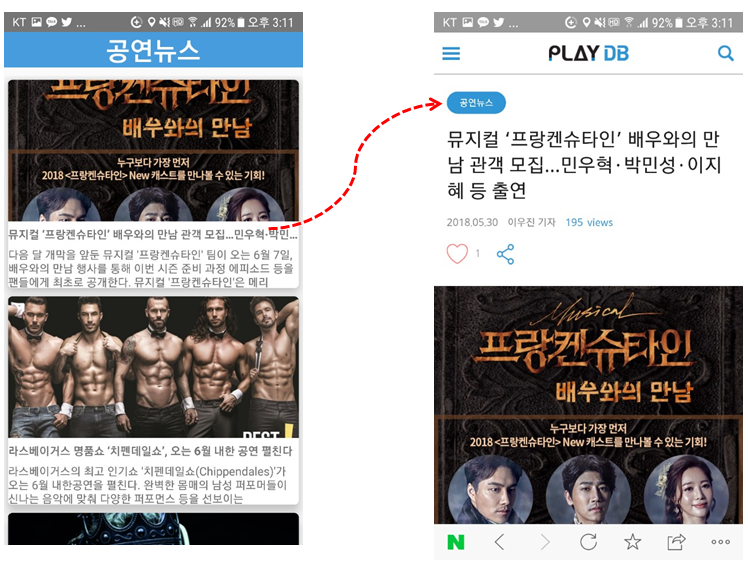 KT ... HD 92% 오후 3:11
공연뉴스
프랑켄슈타인
배우와의 만남
누구보다 가장 먼저
2018 <프랑켄슈타인> New 캐스트를 만나볼 수 있는 기회!
뮤지컬 ‘프랑켄슈타인’ 배우와의 만남 관객 모집...민우혁·박민...
다음 달 개막을 앞둔 뮤지컬 '프랑켄슈타인' 팀이 오는 6월 7일,
배우와의 만남 행사를 통해 이번 시즌 준비 과정 에피소드 등을
팬들에게 최초로 공개한다. 뮤지컬 '프랑켄슈타인'은 메리
BEST!
라스베이거스 명품쇼 ‘치펜데일쇼’, 오는 6월 내한 공연 펼친다
라스베이거스의 최고 인기쇼 '치펜데일쇼(Chippendales)'가
오는 6월 내한공연을 펼친다. 완벽한 몸매의 남성 퍼포머들이
신나는 음악에 맞춰 다양한 퍼포먼스 등을 선보이는
KT ... HD 92% 오후 3:11
PLAY DB
공연뉴스
뮤지컬 ‘프랑켄슈타인’ 배우와의 만
남 관객 모집...민우혁·박민성·이지
혜 등 출연
2018.05.30 이우진 기자 195 views
1
Musical
프랑켄슈타인
배우와의 만남
누구보다 가장 먼저
2018 <프랑켄슈타인> New 캐스트를 만나볼 수 있는 기회!
N